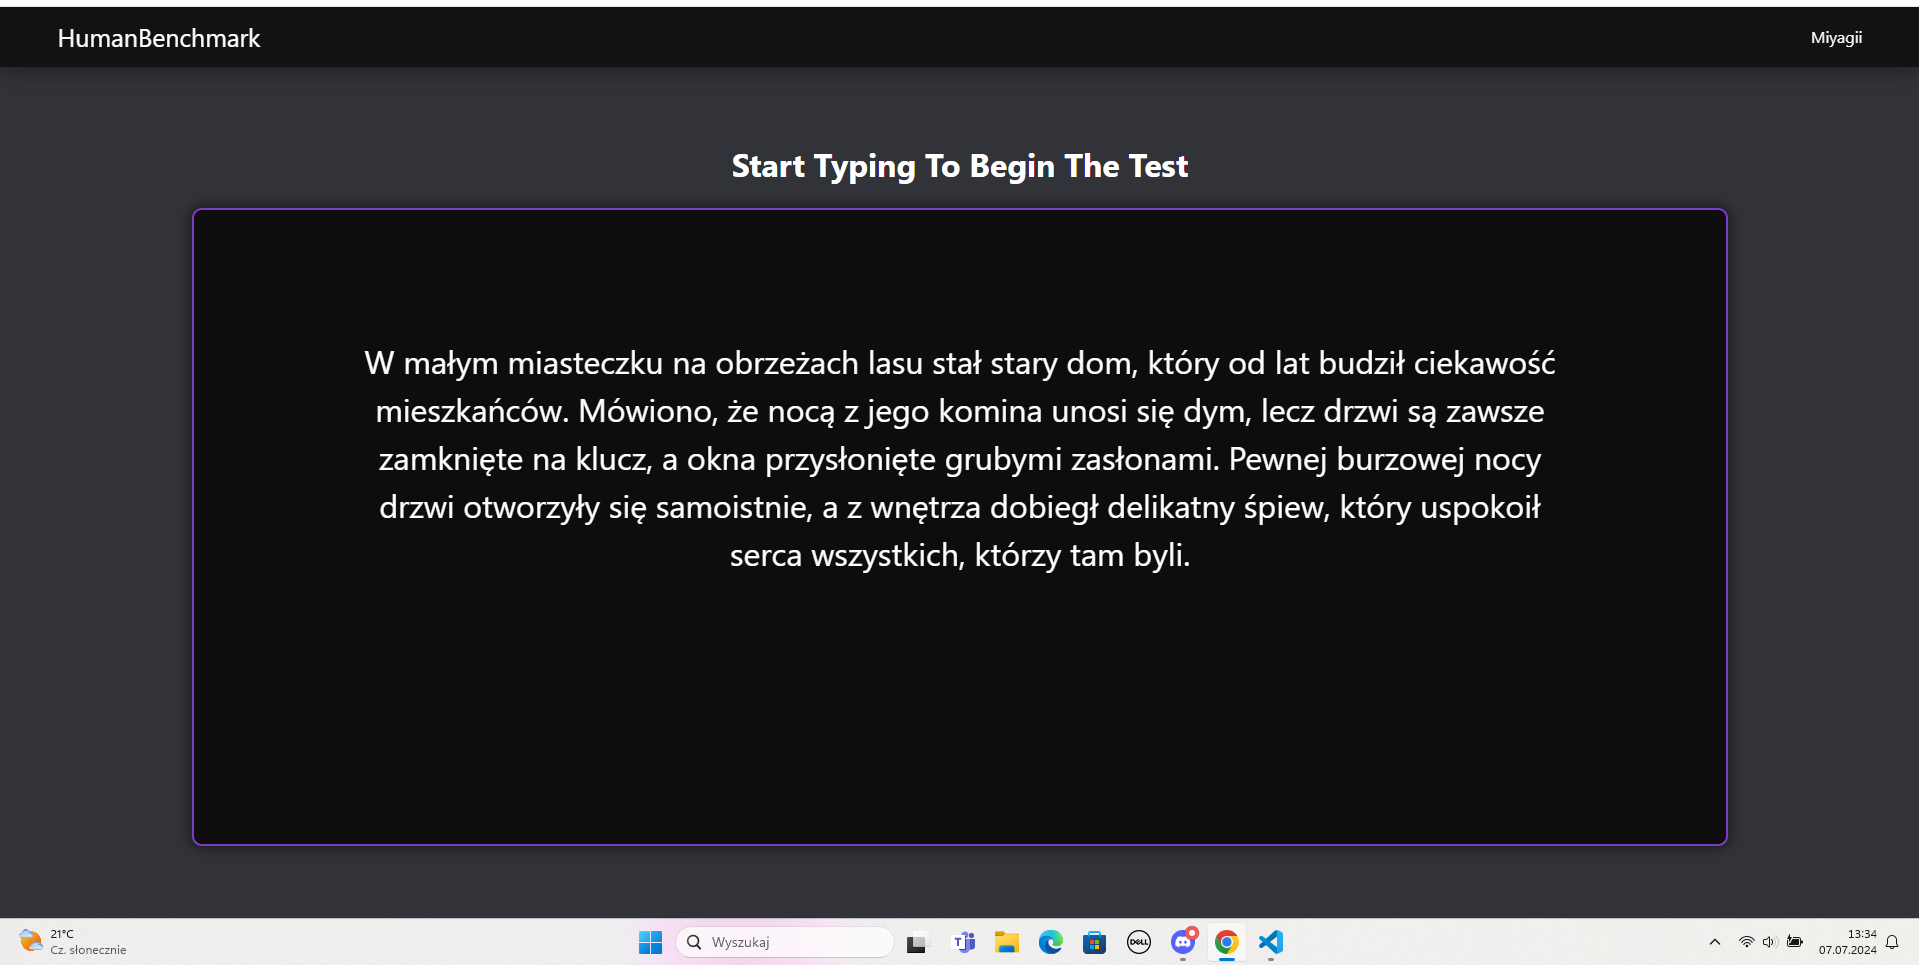 HumanBenchmark
Miyagii
Start Typing To Begin The Test
W małym miasteczku na obrzeżach lasu stał stary dom, który od lat budził ciekawość
mieszkańców. Mówiono, że nocą z jego komina unosi się dym, lecz drzwi są zawsze
zamknięte na klucz, a okna przysłonięte grubymi zasłonami. Pewnej burzowej nocy
drzwi otworzyły się samoistnie, a z wnętrza dobiegł delikatny śpiew, który uspokoił
serca wszystkich, którzy tam byli.
21°C
Cz. słonecznie
Wyszukaj
T
DELL
13:34
07.07.2024